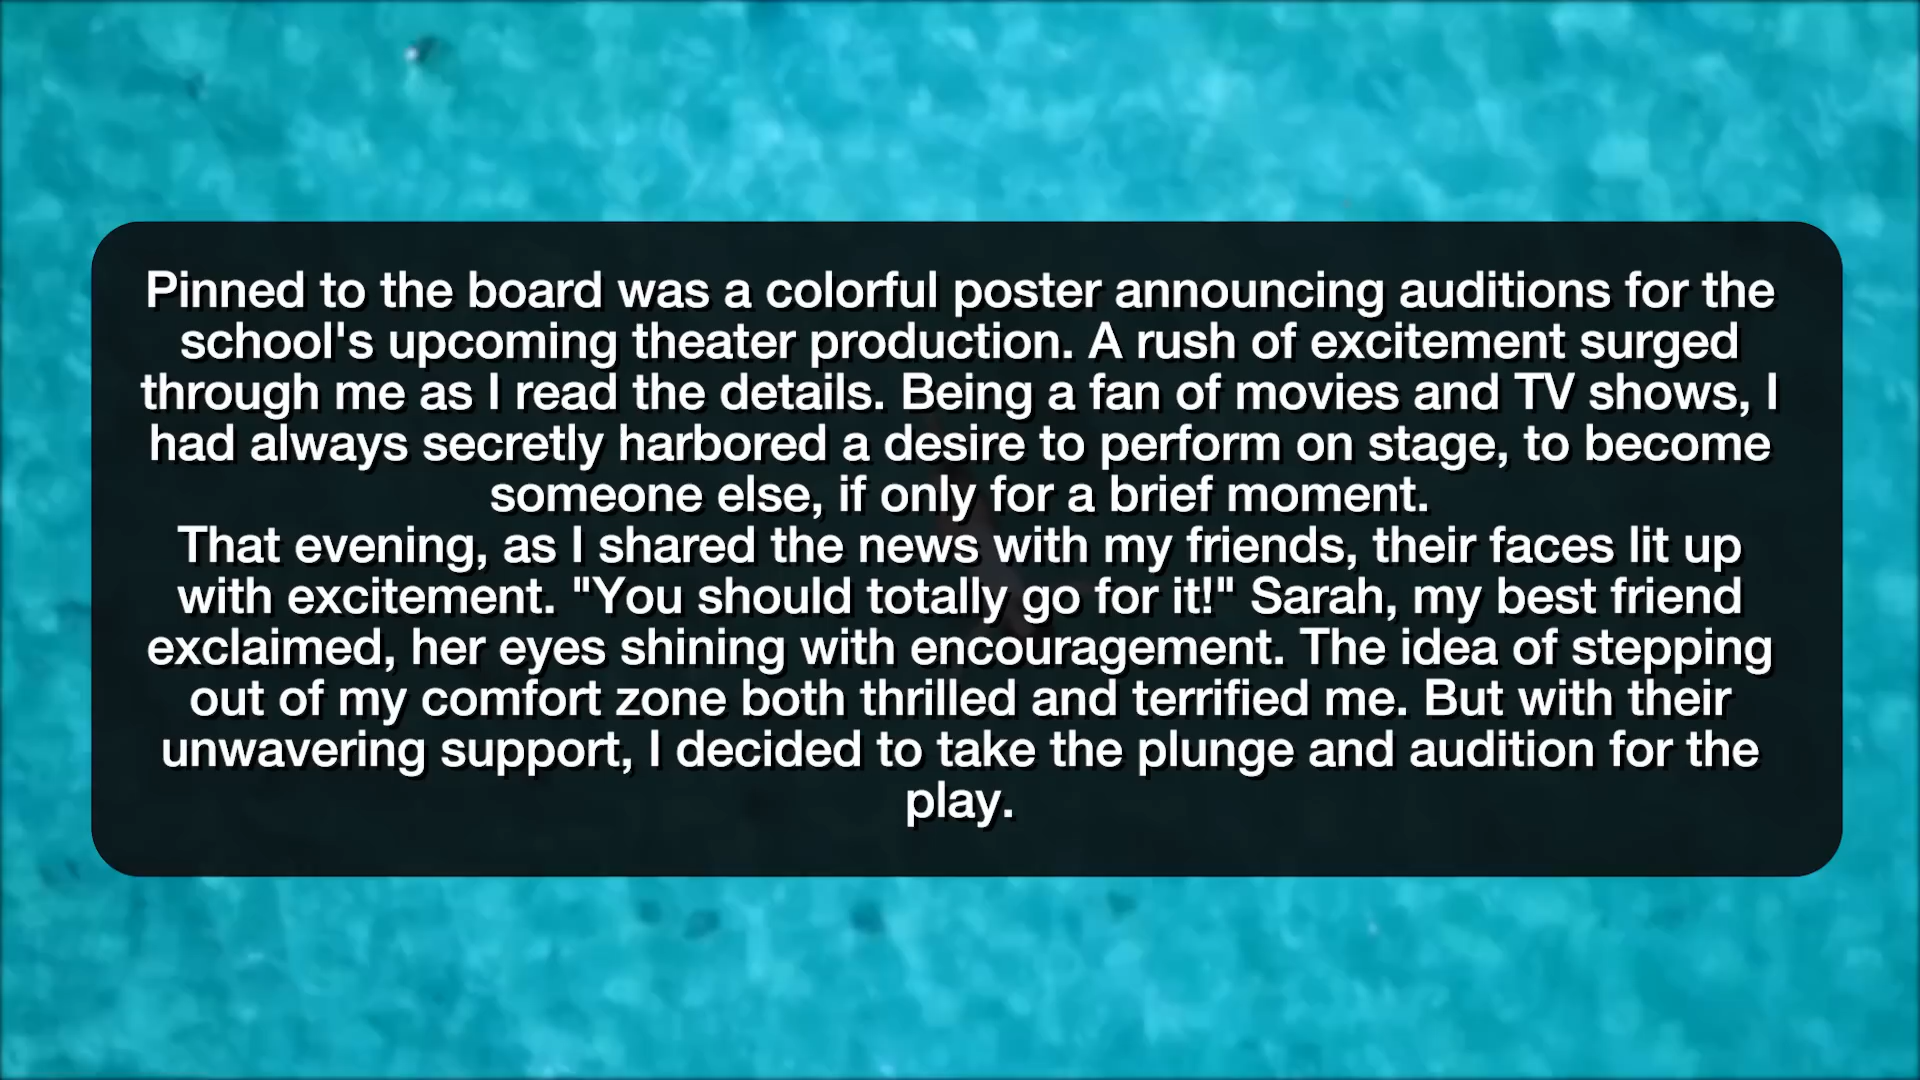 Pinned to the board was a colorful poster announcing auditions for the
school's upcoming theater production. A rush of excitement surged
through me as I read the details. Being a fan of movies and TV shows, I
had always secretly harbored a desire to perform on stage, to become
someone else, if only for a brief moment.
That evening, as I shared the news with my friends, their faces lit up
with excitement. "You should totally go for it!" Sarah, my best friend
exclaimed, her eyes shining with encouragement. The idea of stepping
out of my comfort zone both thrilled and terrified me. But with their
unwavering support, I decided to take the plunge and audition for the
play.